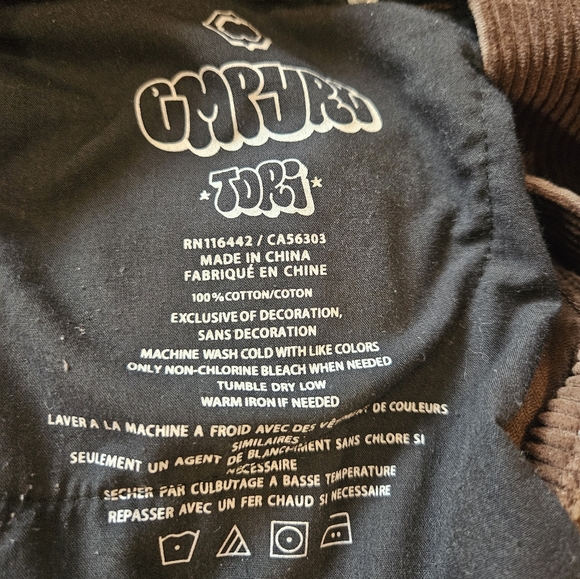 EMPYRE
*TORI*
RN116442 / CA56303
MADE IN CHINA
FABRIQUÉ EN CHINE
100% COTTON/COTON
EXCLUSIVE OF DECORATION,
SANS DECORATION
MACHINE WASH COLD WITH LIKE COLORS
ONLY NON-CHLORINE BLEACH WHEN NEEDED
TUMBLE DRY LOW
WARM IRON IF NEEDED
LAVER A LA MACHINE A FROID AVEC DES DE COULEURS
SIMILAIRES
SEULEMENT UN AGENT DE BLANCHIMENT SANS CHLORE SI
NECESSAIRE
SECHER PAR CULBUTAGE A BASSE TEMPERATURE
REPASSER AVEC UN FER CHAUD SI NECESSAIRE